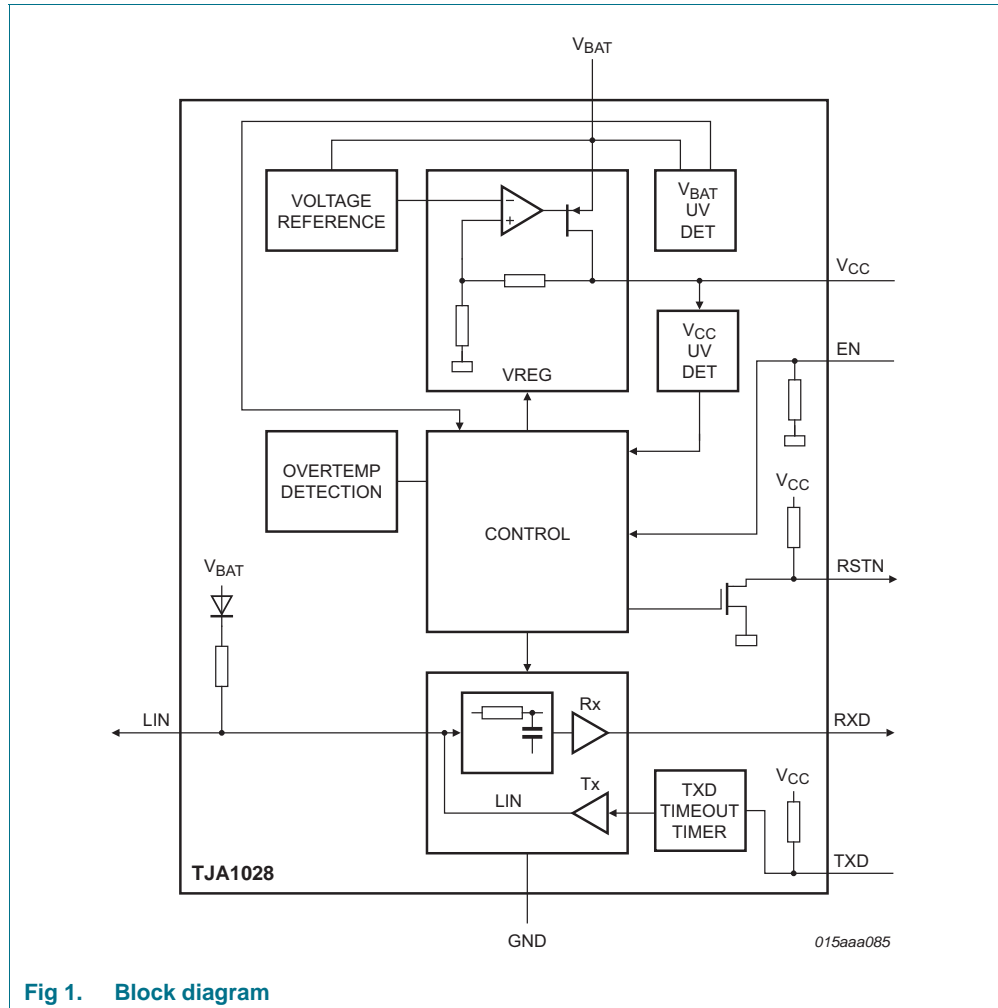 VBAT
VOLTAGE
REFERENCE
−
+
VBAT
UV
DET
VCC
VCC
UV
DET
EN
VREG
OVERTEMP
DETECTION
CONTROL
VCC
RSTN
VBAT
LIN
Rx
RXD
Tx
LIN
TXD
TIMEOUT
TIMER
VCC
TXD
TJA1028
GND
015aaa085
Fig 1. Block diagram